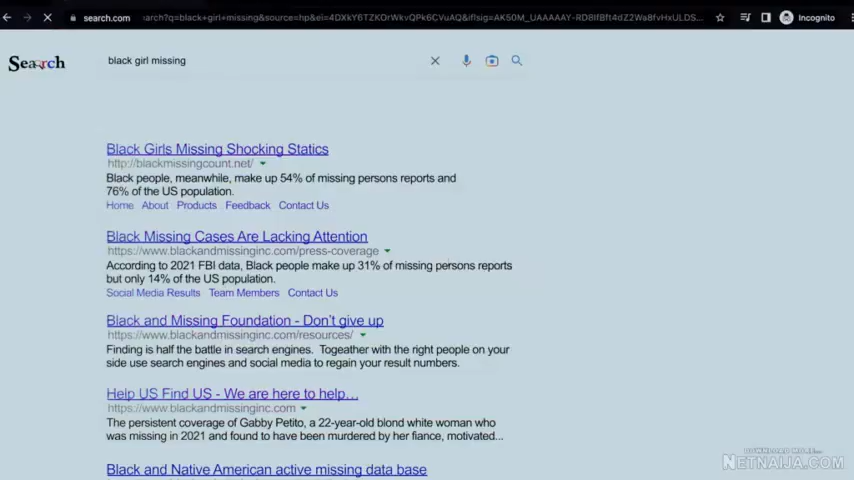 search.com
Incognito
Search
black girl missing
Black Girls Missing Shocking Statics
http://blackmissingcount.net/
Black people, meanwhile, make up 54% of missing persons reports and
76% of the US population.
Home About Products Feedback Contact Us
Black Missing Cases Are Lacking Attention
https://www.blackandmissinginc.com/press-coverage
According to 2021 FBI data, Black people make up 31% of missing persons reports
but only 14% of the US population.
Social Media Results Team Members Contact Us
Black and Missing Foundation - Don't give up
https://www.blackandmissinginc.com/resources/
Finding is half the battle in search engines. Togeather with the right people on your
side use search engines and social media to regain your result numbers.
Help US Find US - We are here to help...
https://www.blackandmissinginc.com
The persistent coverage of Gabby Petito, a 22-year-old blond white woman who
was missing in 2021 and found to have been murdered by her fiance, motivated...
Black and Native American active missing data base
NETNAIJA.COM